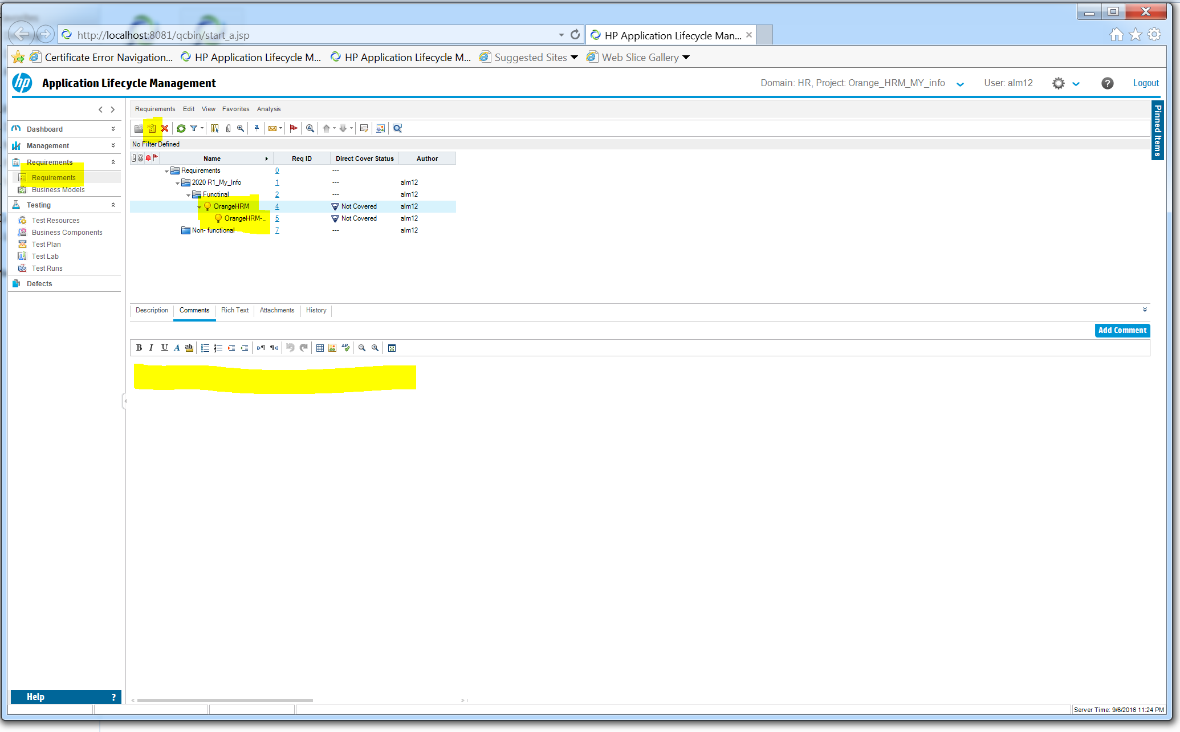 http://localhost:8081/qcbin/start_a.jsp
HP Application Lifecycle Man...
Certificate Error Navigation...
HP Application Lifecycle M...
HP Application Lifecycle M...
Suggested Sites
Web Slice Gallery
hp
Application Lifecycle Management
Domain: HR, Project: Orange_HRM_MY_info
User: alm12
?
Logout
Dashboard
Management
Requirements
Requirements
Business Models
Testing
Test Resources
Business Components
Test Plan
Test Lab
Test Runs
Defects
Help ?
Requirements Edit View Favorites Analysis
No Filter Defined
Name Req ID Direct Cover Status Author
Requirements 0 ---
2020 R1_My_Info 1 --- alm12
Functinal 2 --- alm12
OrangeHRM 4 Not Covered alm12
OrangeHRM-... 5 Not Covered alm12
Non- functional 7 --- alm12
Pinned Items
Description Comments Rich Text Attachments History
Add Comment
B I U A ab
Server Time: 9/6/2018 11:24 PM